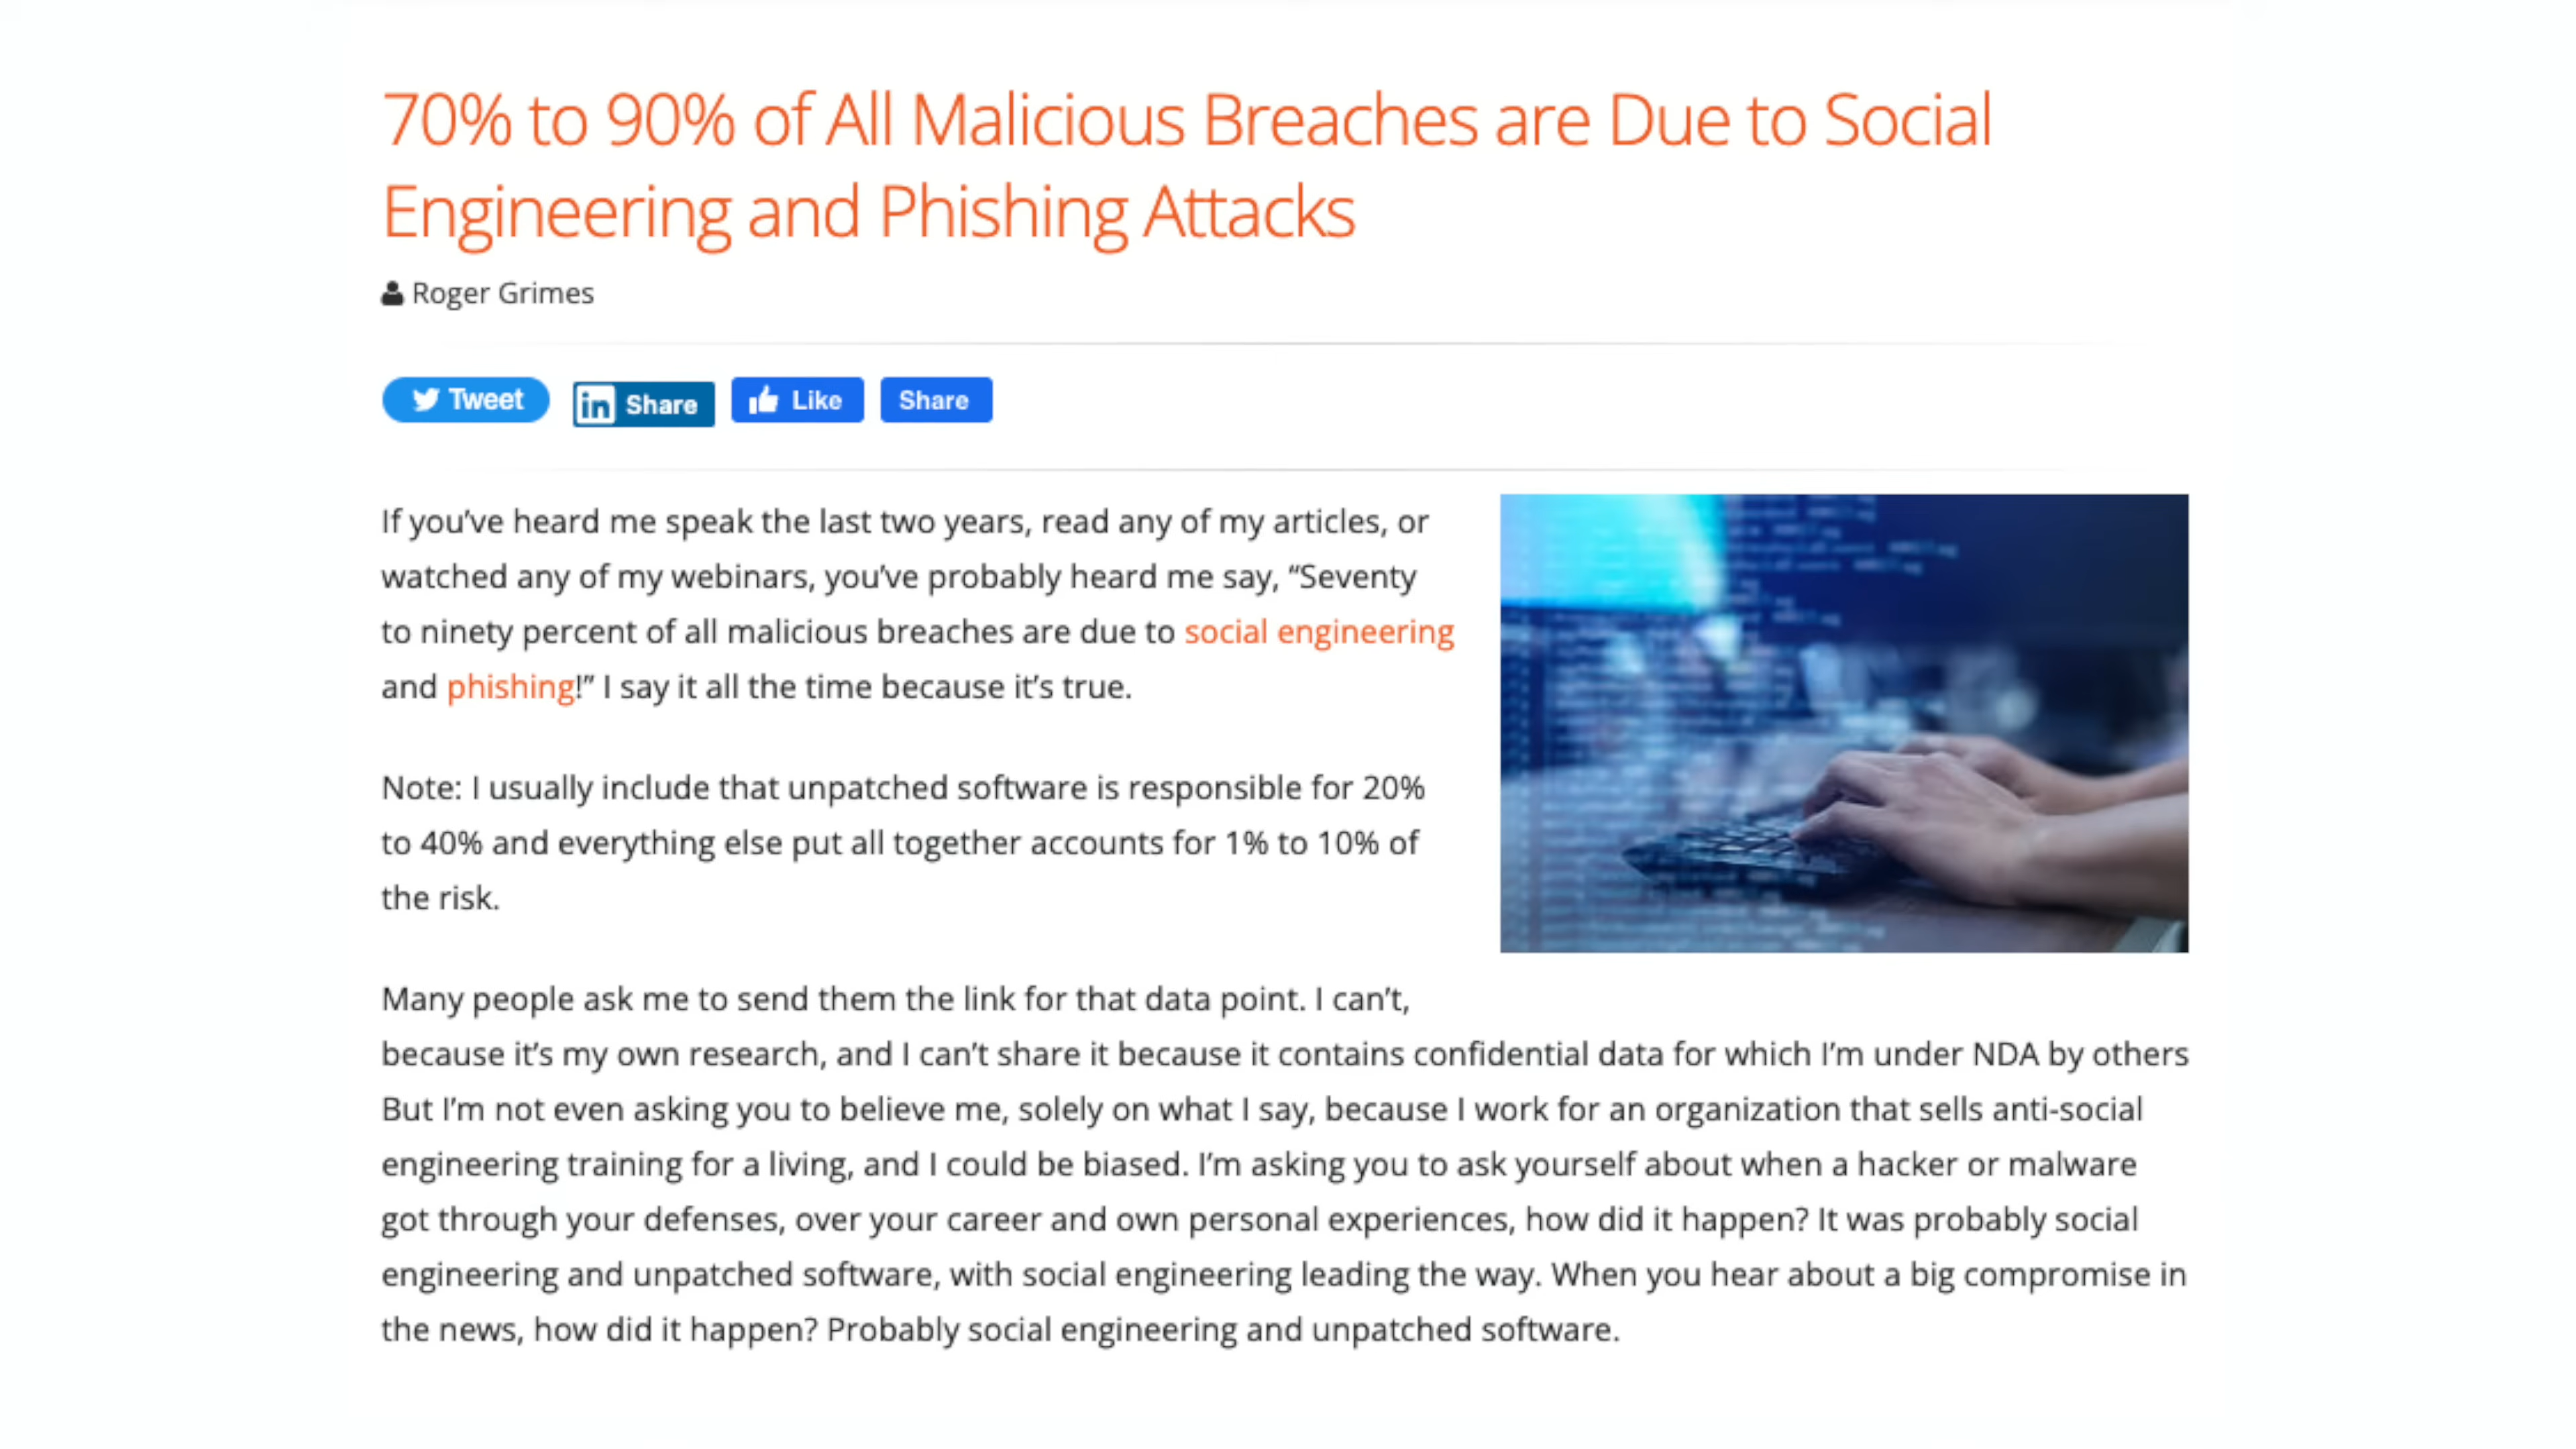 70% to 90% of All Malicious Breaches are Due to Social
Engineering and Phishing Attacks
Roger Grimes
Tweet
in Share
Like
Share
If you’ve heard me speak the last two years, read any of my articles, or
watched any of my webinars, you’ve probably heard me say, “Seventy
to ninety percent of all malicious breaches are due to social engineering
and phishing!” I say it all the time because it’s true.
Note: I usually include that unpatched software is responsible for 20%
to 40% and everything else put all together accounts for 1% to 10% of
the risk.
Many people ask me to send them the link for that data point. I can’t,
because it’s my own research, and I can’t share it because it contains confidential data for which I’m under NDA by others
But I’m not even asking you to believe me, solely on what I say, because I work for an organization that sells anti-social
engineering training for a living, and I could be biased. I’m asking you to ask yourself about when a hacker or malware
got through your defenses, over your career and own personal experiences, how did it happen? It was probably social
engineering and unpatched software, with social engineering leading the way. When you hear about a big compromise in
the news, how did it happen? Probably social engineering and unpatched software.